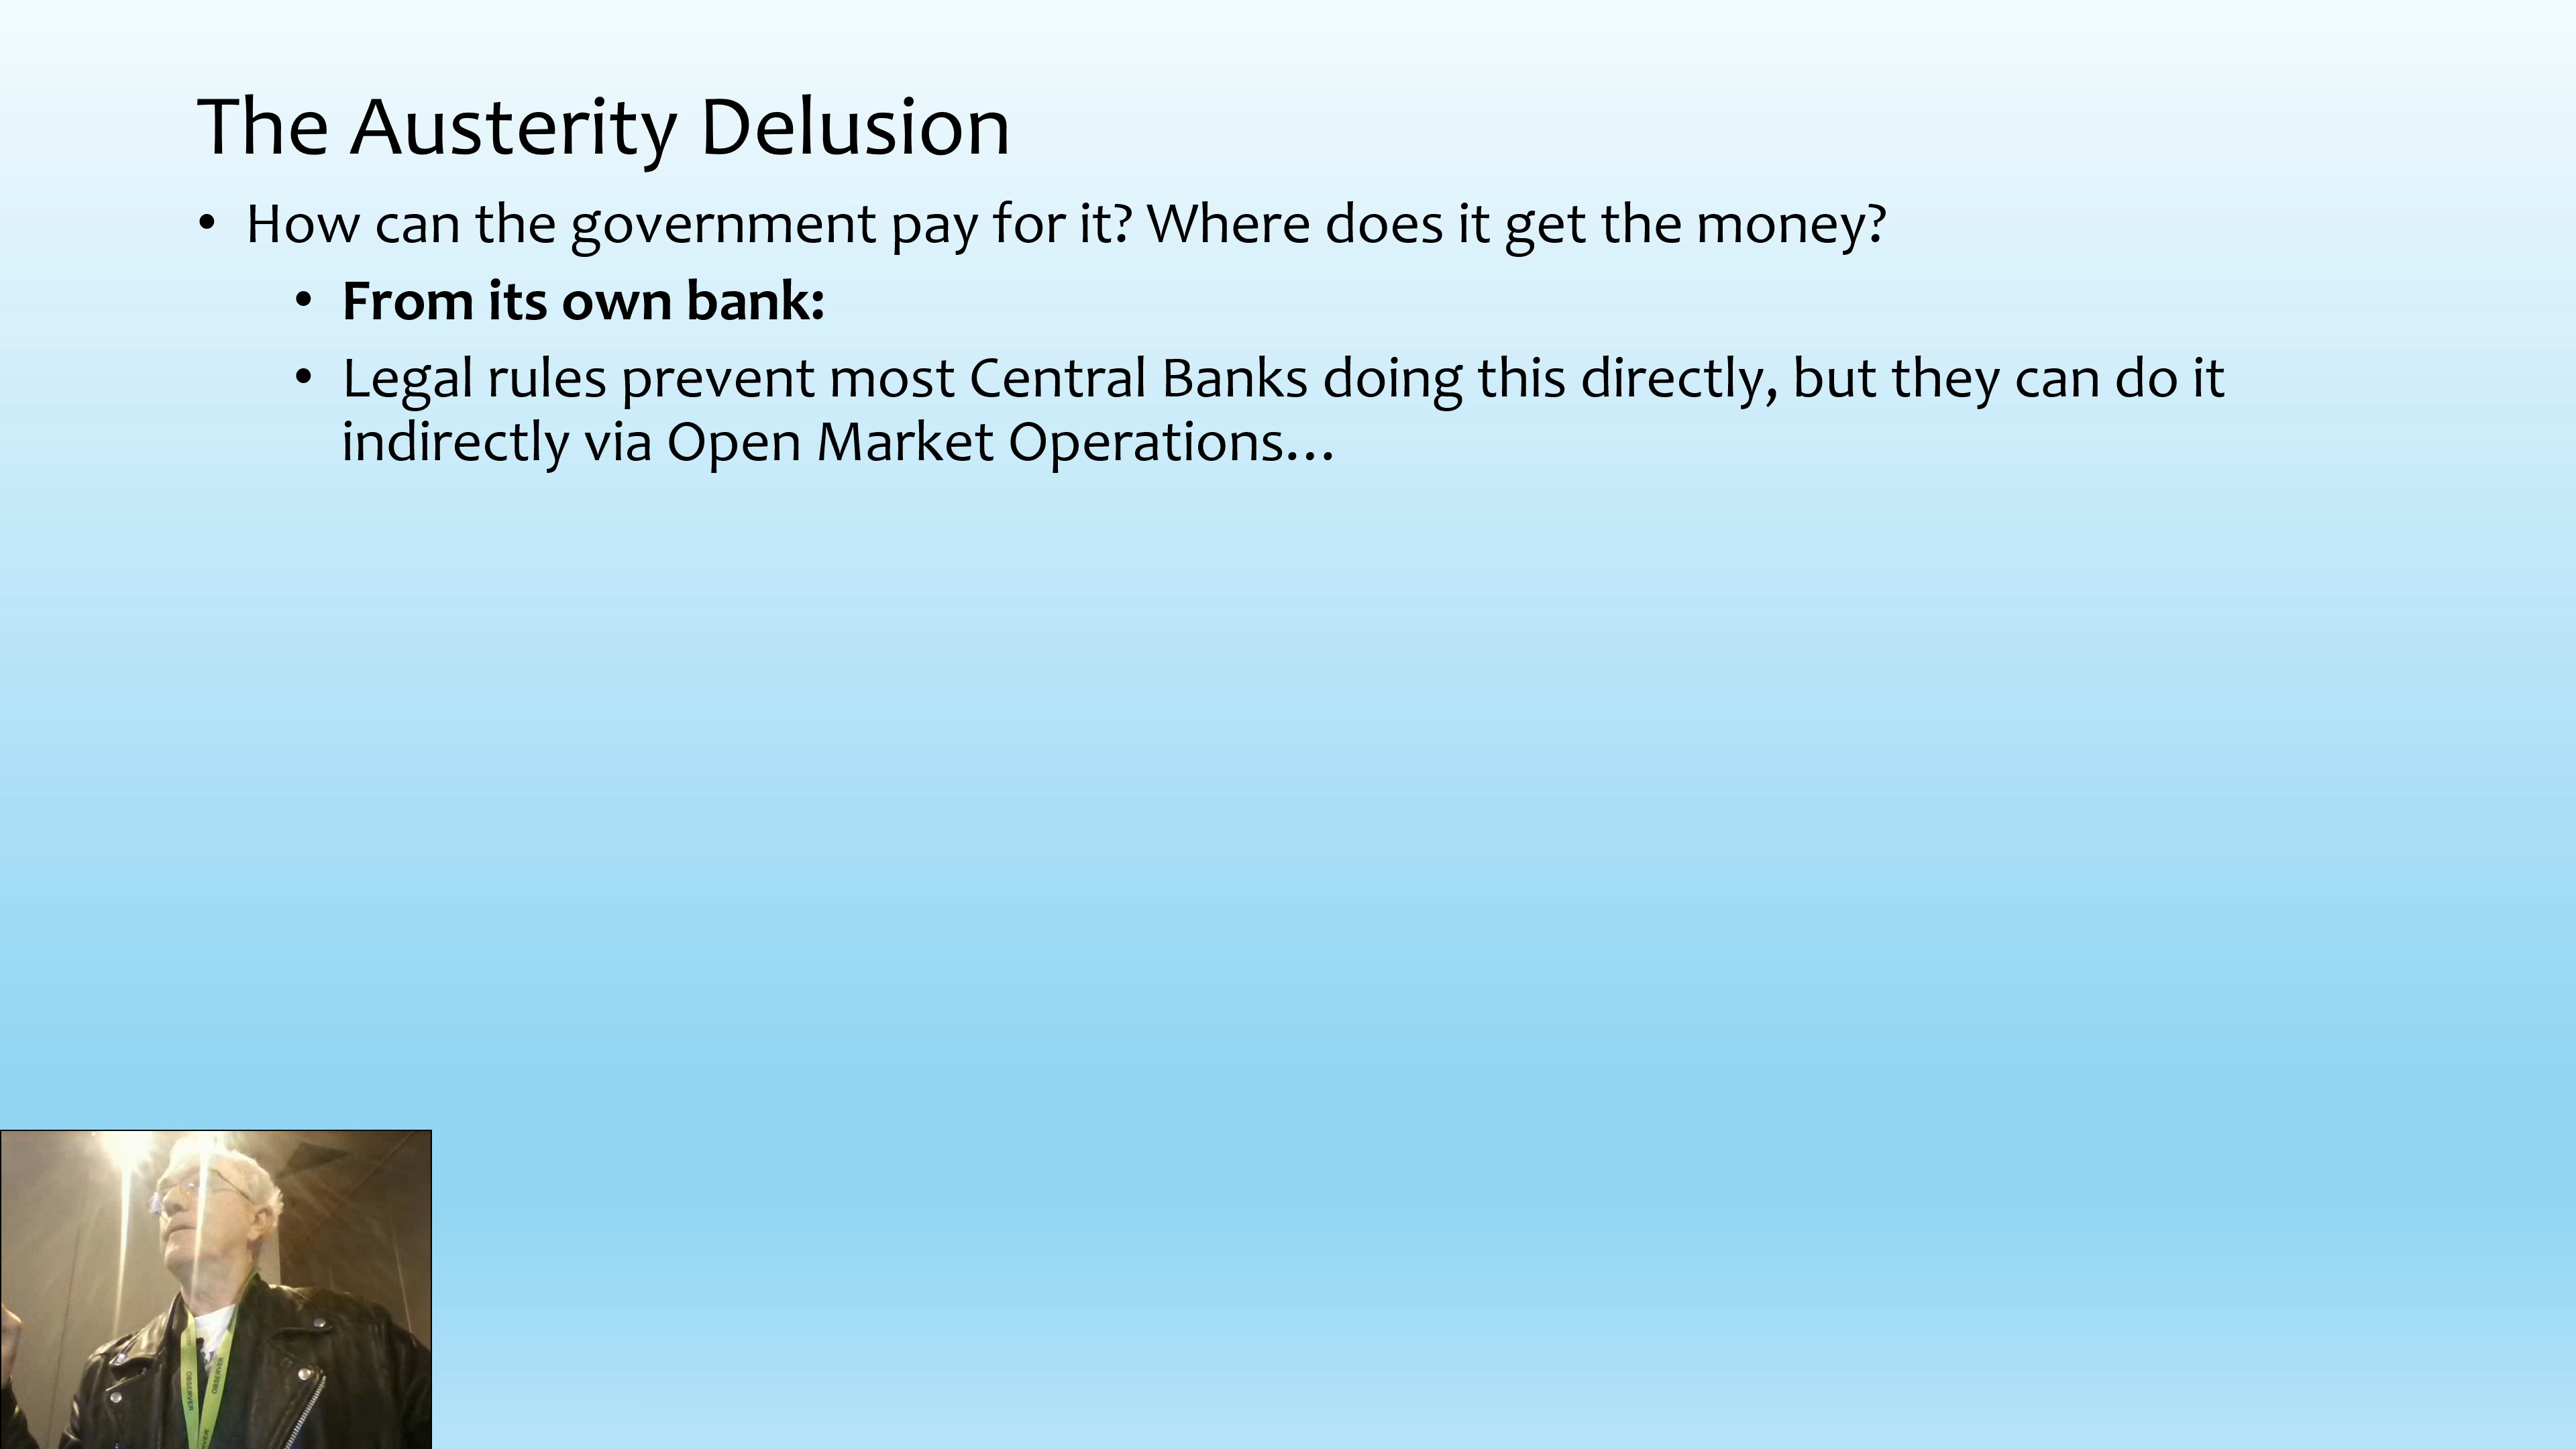 The Austerity Delusion
• How can the government pay for it? Where does it get the money?
• From its own bank:
• Legal rules prevent most Central Banks doing this directly, but they can do it
indirectly via Open Market Operations…
OBSERVER
OBSERVER